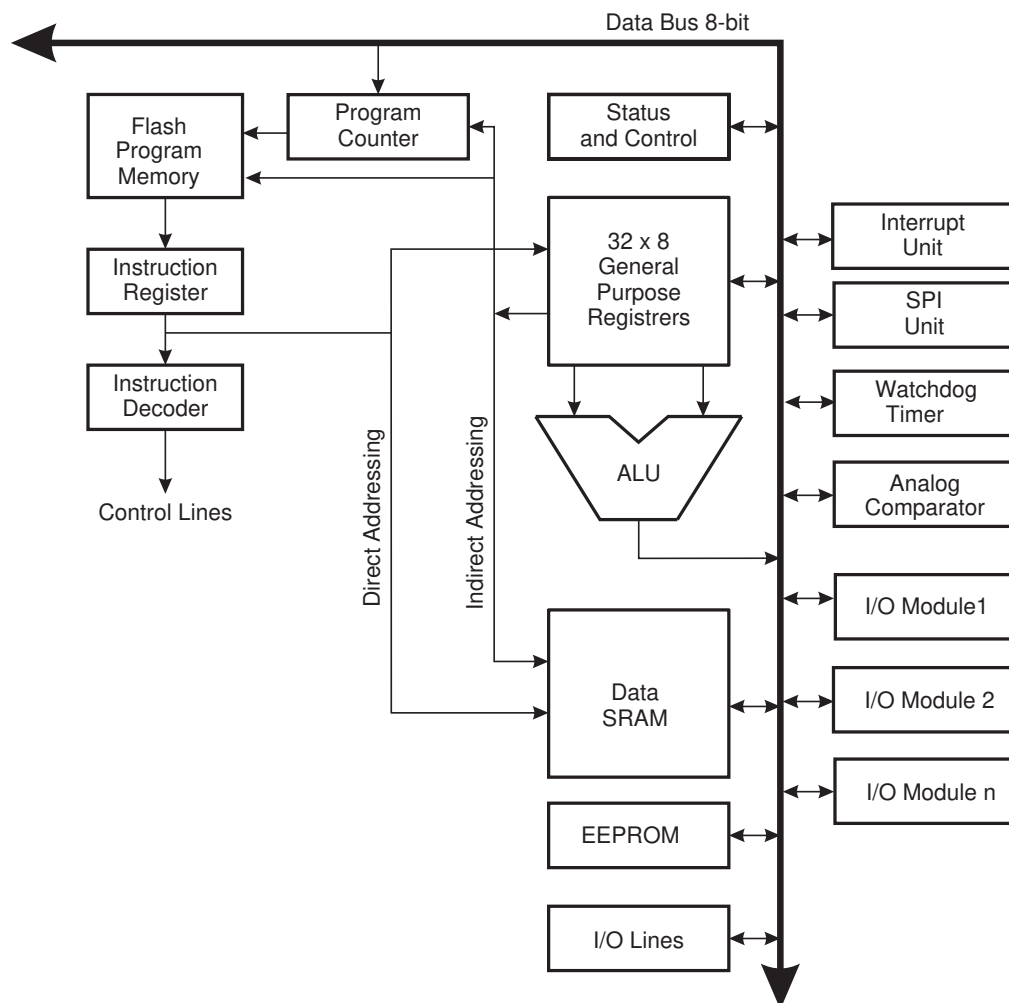 Data Bus 8-bit
Flash
Program
Memory
Program
Counter
Status
and Control
Interrupt
Unit
32 x 8
General
Purpose
Registrers
Instruction
Register
SPI
Unit
Instruction
Decoder
Watchdog
Timer
ALU
Analog
Comparator
Control Lines
Direct Addressing
Indirect Addressing
I/O Module1
Data
SRAM
I/O Module 2
I/O Module n
EEPROM
I/O Lines